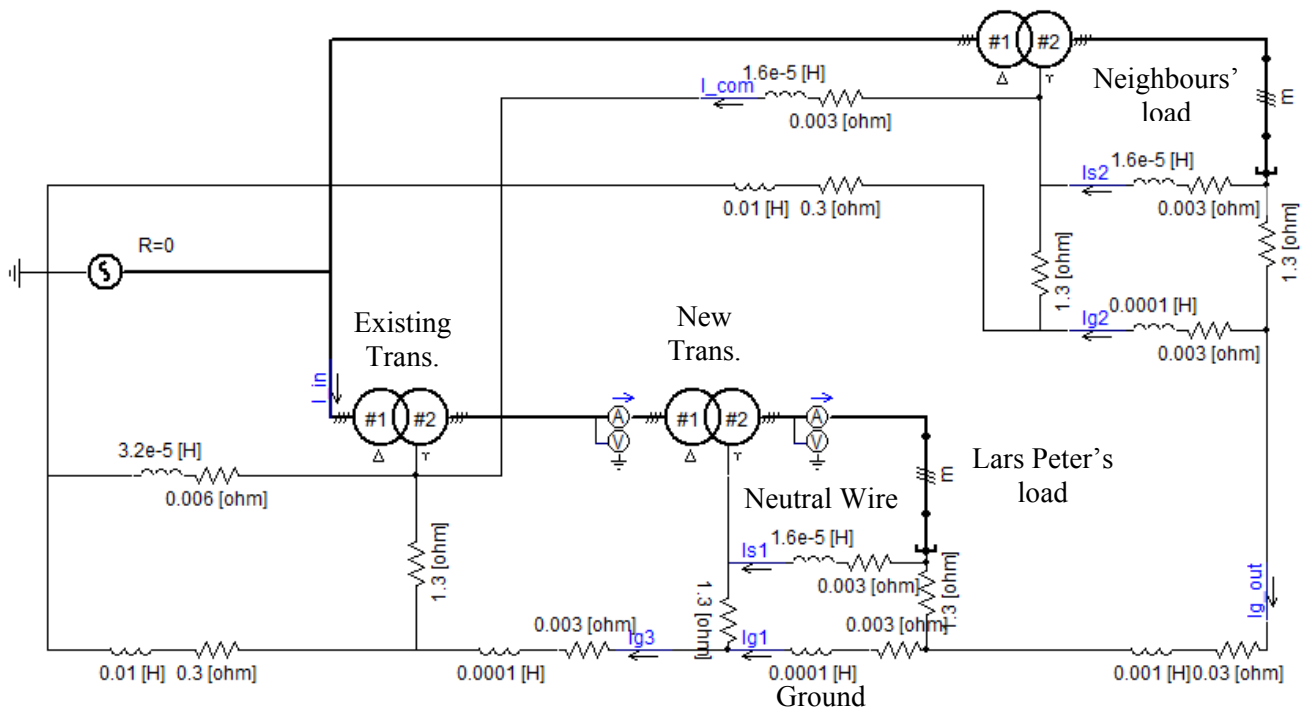 #1 #2
Δ
Υ
Neighbours'
load
m
1.6e-5 [H]
I_com
0.003 [ohm]
1.6e-5 [H]
Is2
0.003 [ohm]
0.01 [H] 0.3 [ohm]
1.3 [ohm]
1.3 [ohm]
R=0
S
0.0001 [H]
Ig2
0.003 [ohm]
Existing
Trans.
New
Trans.
I_in
#1 #2
Δ
Υ
A
V
#1 #2
Δ
Υ
A
V
3.2e-5 [H]
0.006 [ohm]
Lars Peter's
load
m
Neutral Wire
1.6e-5 [H]
Is1
0.003 [ohm]
1.3 [ohm]
1.3 [ohm]
1.3 [ohm]
Ig_out
0.003 [ohm]
Ig3
Ig1
0.003 [ohm]
0.01 [H] 0.3 [ohm]
0.0001 [H]
0.0001 [H]
0.001 [H] 0.03 [ohm]
Ground